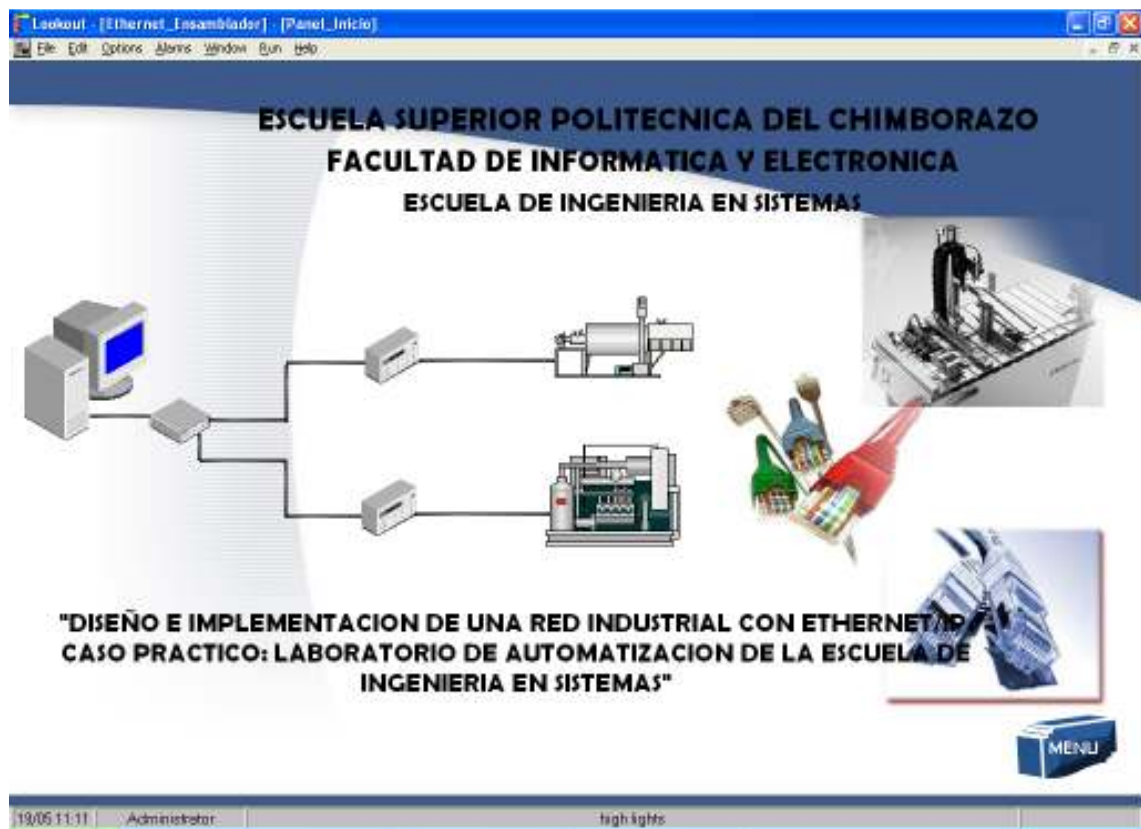 Lookout - [Ethernet_Ensamblador] - [Panel_Inicio]
File Edit Options Alarms Window Run Help
ESCUELA SUPERIOR POLITECNICA DEL CHIMBORAZO
FACULTAD DE INFORMATICA Y ELECTRONICA
ESCUELA DE INGENIERIA EN SISTEMAS
"DISEÑO E IMPLEMENTACION DE UNA RED INDUSTRIAL CON ETHERNET/IP
CASO PRACTICO: LABORATORIO DE AUTOMATIZACION DE LA ESCUELA DE
INGENIERIA EN SISTEMAS"
MENU
19/05 11:11 Administrator high lights